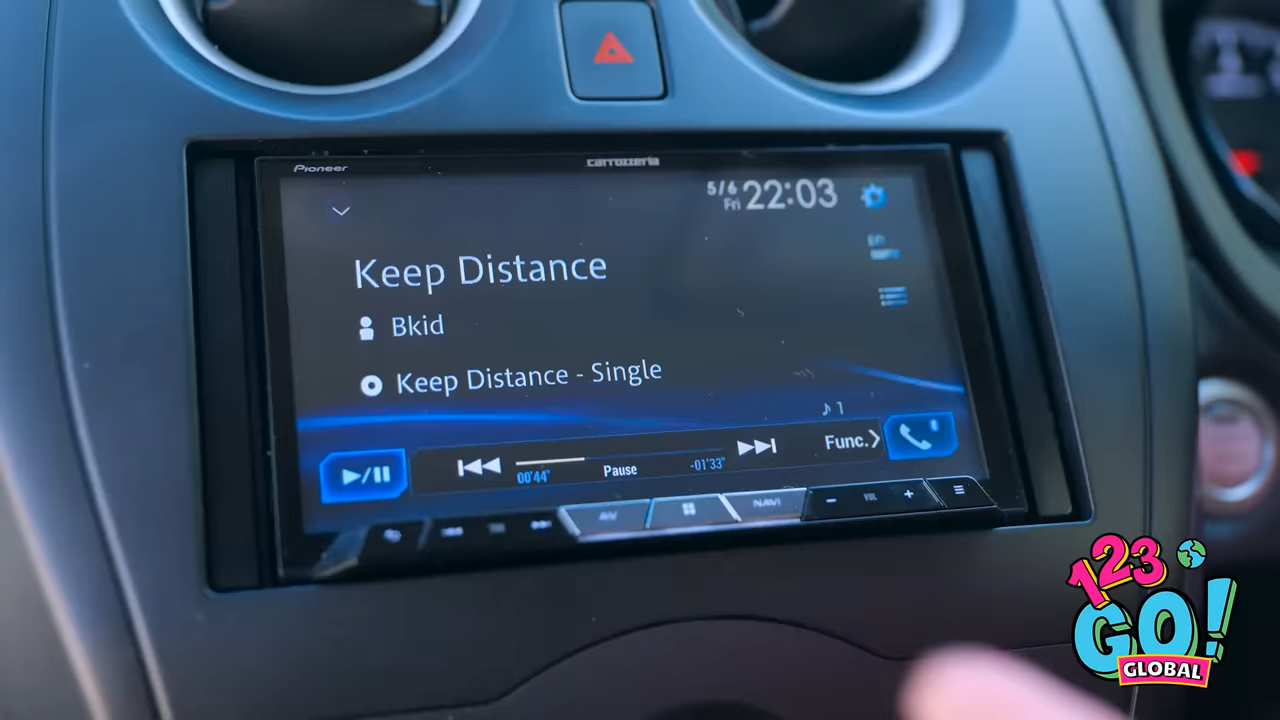 Pioneer
carrozzeria
5/6
Fri
22:03
Keep Distance
Bkid
Keep Distance - Single
♪ 1
00'44"
Pause
-01'33"
Func.
AV
NAVI
- VOL +
123
GO!
GLOBAL